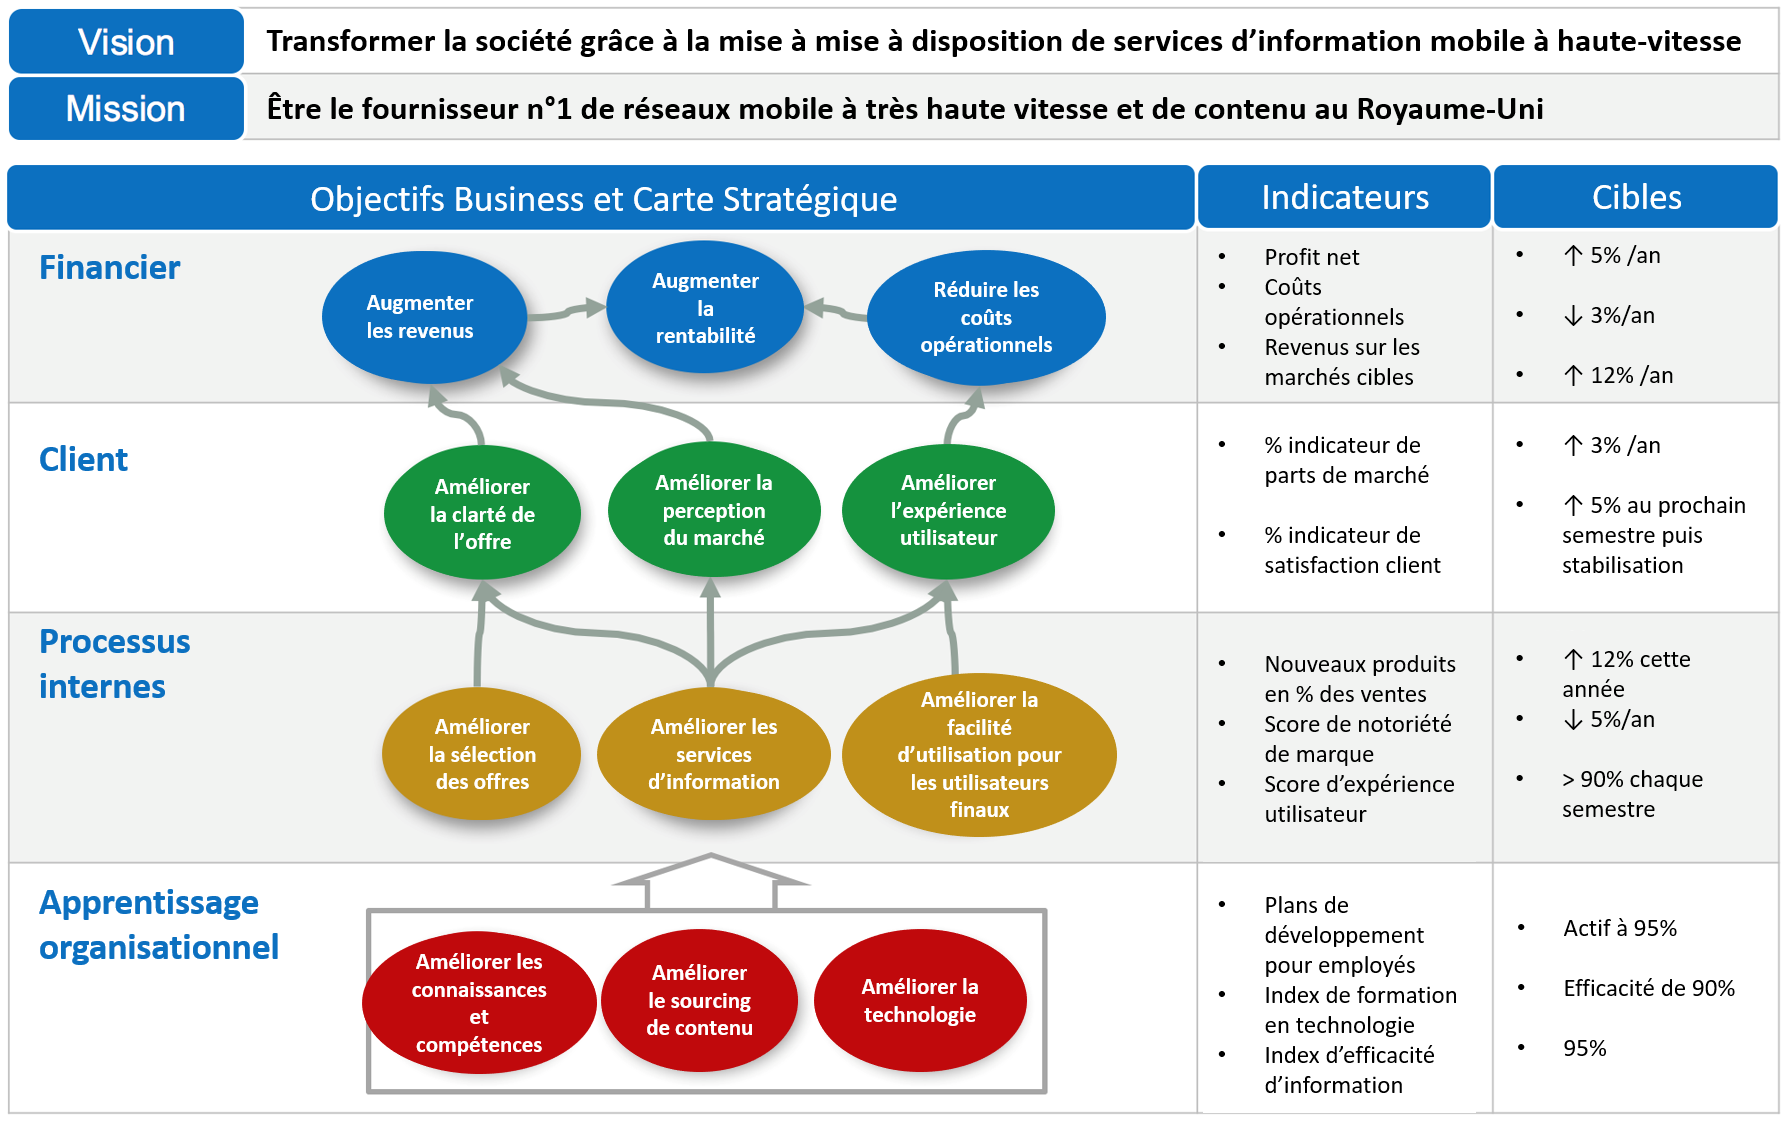 Vision
Transformer la société grâce à la mise à mise à disposition de services d’information mobile à haute-vitesse
Mission
Être le fournisseur n°1 de réseaux mobile à très haute vitesse et de contenu au Royaume-Uni
Objectifs Business et Carte Stratégique
Indicateurs
Cibles
Financier
Augmenter
les revenus
Augmenter
la
rentabilité
Réduire les
coûts
opérationnels
• Profit net
• Coûts
opérationnels
• Revenus sur les
marchés cibles
• ↑ 5% /an
• ↓ 3%/an
• ↑ 12% /an
Client
Améliorer
la clarté de
l’offre
Améliorer la
perception
du marché
Améliorer
l’expérience
utilisateur
• % indicateur de
parts de marché
• % indicateur de
satisfaction client
• ↑ 3% /an
• ↑ 5% au prochain
semestre puis
stabilisation
Processus
internes
Améliorer
la sélection
des offres
Améliorer les
services
d’information
Améliorer la
facilité
d’utilisation pour
les utilisateurs
finaux
• Nouveaux produits
en % des ventes
• Score de notoriété
de marque
• Score d’expérience
utilisateur
• ↑ 12% cette
année
• ↓ 5%/an
• > 90% chaque
semestre
Apprentissage
organisationnel
Améliorer les
connaissances
et
compétences
Améliorer
le sourcing
de contenu
Améliorer la
technologie
• Plans de
développement
pour employés
• Index de formation
en technologie
• Index d’efficacité
d’information
• Actif à 95%
• Efficacité de 90%
• 95%